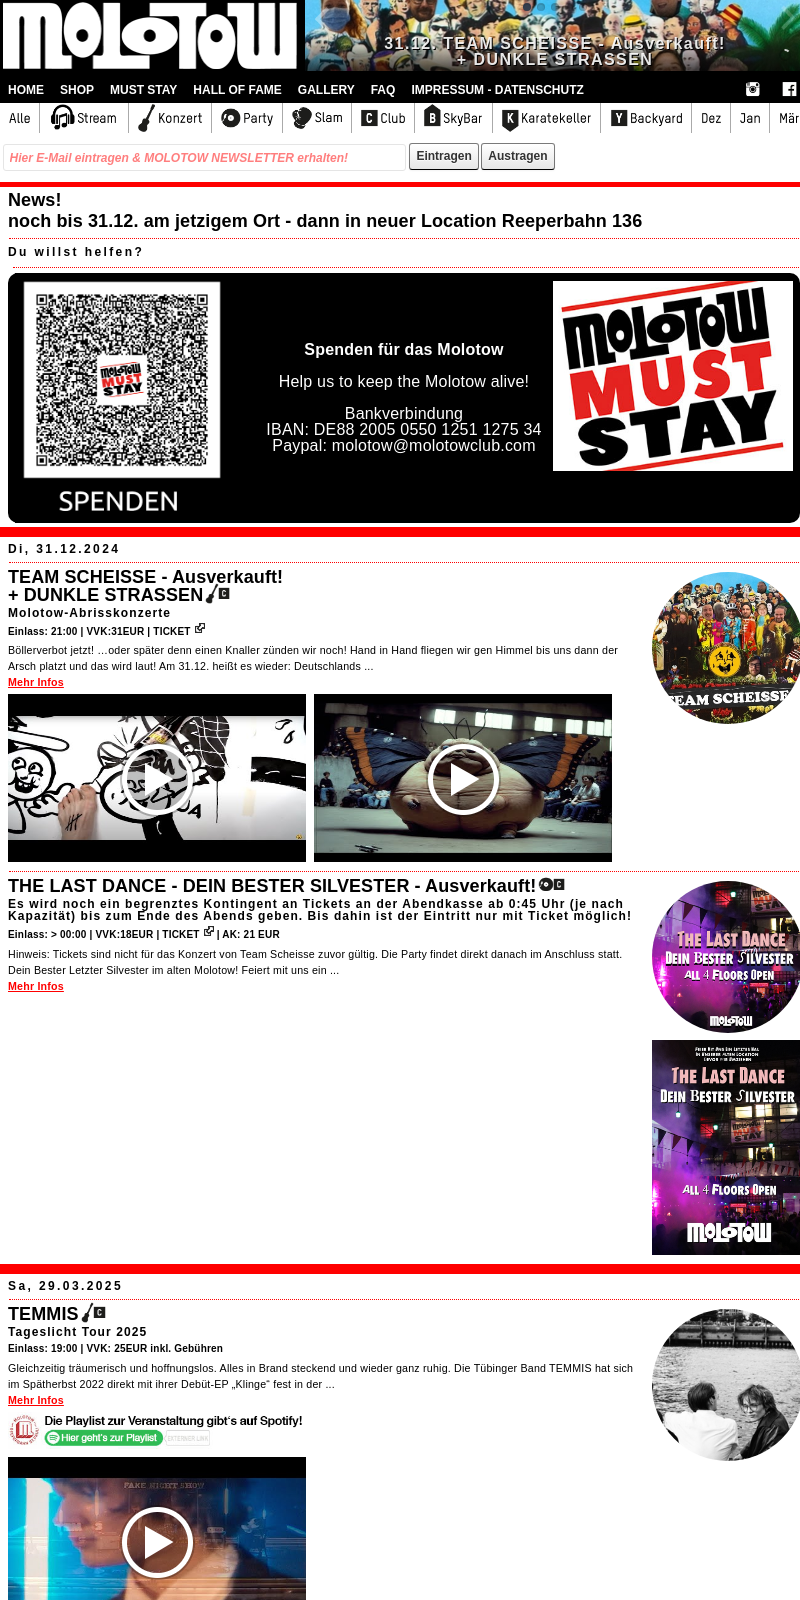 MOLOTOW
31.12. TEAM SCHEISSE - Ausverkauft!
+ DUNKLE STRASSEN
HOME SHOP MUST STAY HALL OF FAME GALLERY FAQ IMPRESSUM - DATENSCHUTZ
Alle Stream Konzert Party Slam C Club B SkyBar K Karatekeller Y Backyard Dez Jan Mär
Hier E-Mail eintragen & MOLOTOW NEWSLETTER erhalten! Eintragen Austragen
News!
noch bis 31.12. am jetzigem Ort - dann in neuer Location Reeperbahn 136
Du willst helfen?
MOLOTOW
MUST
STAY
SPENDEN
Spenden für das Molotow
Help us to keep the Molotow alive!
Bankverbindung
IBAN: DE88 2005 0550 1251 1275 34
Paypal: molotow@molotowclub.com
MOLOTOW
MUST
STAY
Di, 31.12.2024
TEAM SCHEISSE - Ausverkauft!
+ DUNKLE STRASSEN C
Molotow-Abrisskonzerte
Einlass: 21:00 | VVK:31EUR | TICKET
Böllerverbot jetzt! …oder später denn einen Knaller zünden wir noch! Hand in Hand fliegen wir gen Himmel bis uns dann der
Arsch platzt und das wird laut! Am 31.12. heißt es wieder: Deutschlands ...
Mehr Infos
TEAM SCHEISSE
THE LAST DANCE - DEIN BESTER SILVESTER - Ausverkauft! C
Es wird noch ein begrenztes Kontingent an Tickets an der Abendkasse ab 0:45 Uhr (je nach
Kapazität) bis zum Ende des Abends geben. Bis dahin ist der Eintritt nur mit Ticket möglich!
Einlass: > 00:00 | VVK:18EUR | TICKET | AK: 21 EUR
Hinweis: Tickets sind nicht für das Konzert von Team Scheisse zuvor gültig. Die Party findet direkt danach im Anschluss statt.
Dein Bester Letzter Silvester im alten Molotow! Feiert mit uns ein ...
Mehr Infos
The Last Dance
Dein Bester Silvester
All 4 Floors Open
MOLOTOW
Feier Mit Uns Ein Letztes Mal
In Unserer Alten Location
The Last Dance
Dein Bester Silvester
MUST
STAY
All 4 Floors Open
MOLOTOW
Sa, 29.03.2025
TEMMIS C
Tageslicht Tour 2025
Einlass: 19:00 | VVK: 25EUR inkl. Gebühren
Gleichzeitig träumerisch und hoffnungslos. Alles in Brand steckend und wieder ganz ruhig. Die Tübinger Band TEMMIS hat sich
im Spätherbst 2022 direkt mit ihrer Debüt-EP „Klinge“ fest in der ...
Mehr Infos
Die Playlist zur Veranstaltung gibt's auf Spotify!
Hier geht's zur Playlist EXTERNER LINK
FAKE NIGHT SHOW